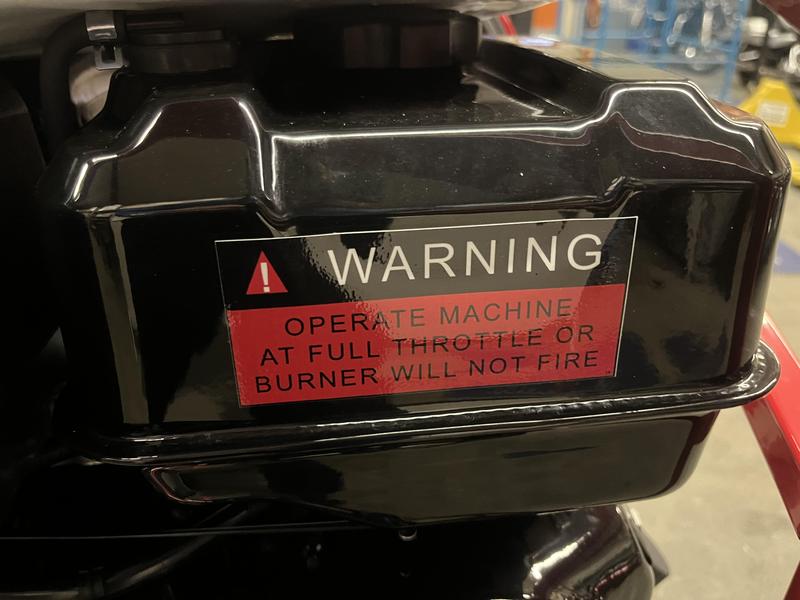 ! WARNING
OPERATE MACHINE
AT FULL THROTTLE OR
BURNER WILL NOT FIRE